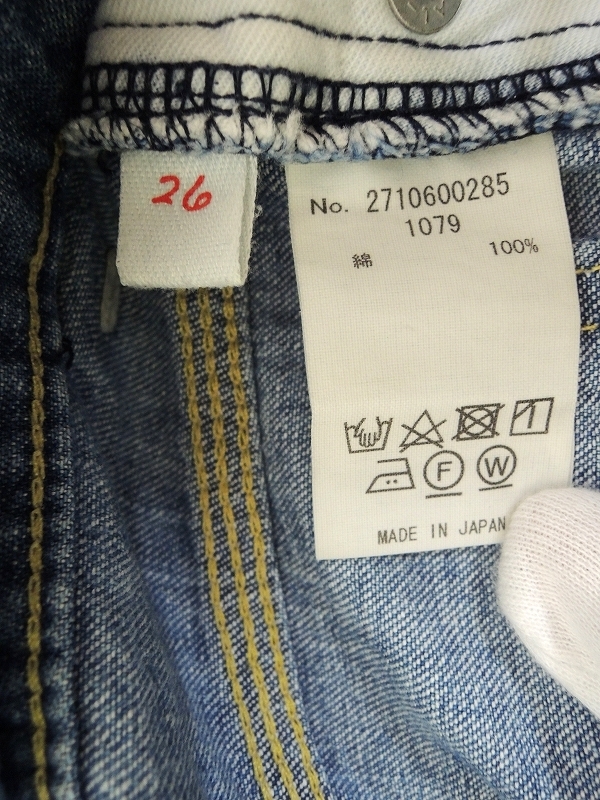 26
No. 2710600285
1079
綿 100%
F W
MADE IN JAPAN